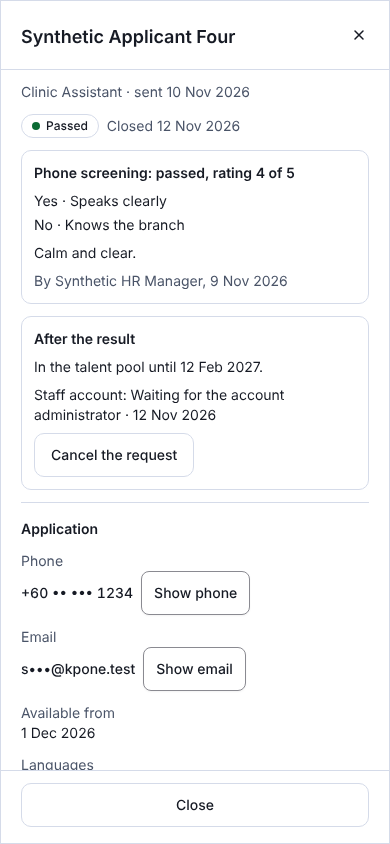 Synthetic Applicant Four
Clinic Assistant · sent 10 Nov 2026
Passed Closed 12 Nov 2026
Phone screening: passed, rating 4 of 5
Yes · Speaks clearly
No · Knows the branch
Calm and clear.
By Synthetic HR Manager, 9 Nov 2026
After the result
In the talent pool until 12 Feb 2027.
Staff account: Waiting for the account
administrator · 12 Nov 2026
Cancel the request
Application
Phone
+60 •• ••• 1234 Show phone
Email
s•••@kpone.test Show email
Available from
1 Dec 2026
Languages
Close